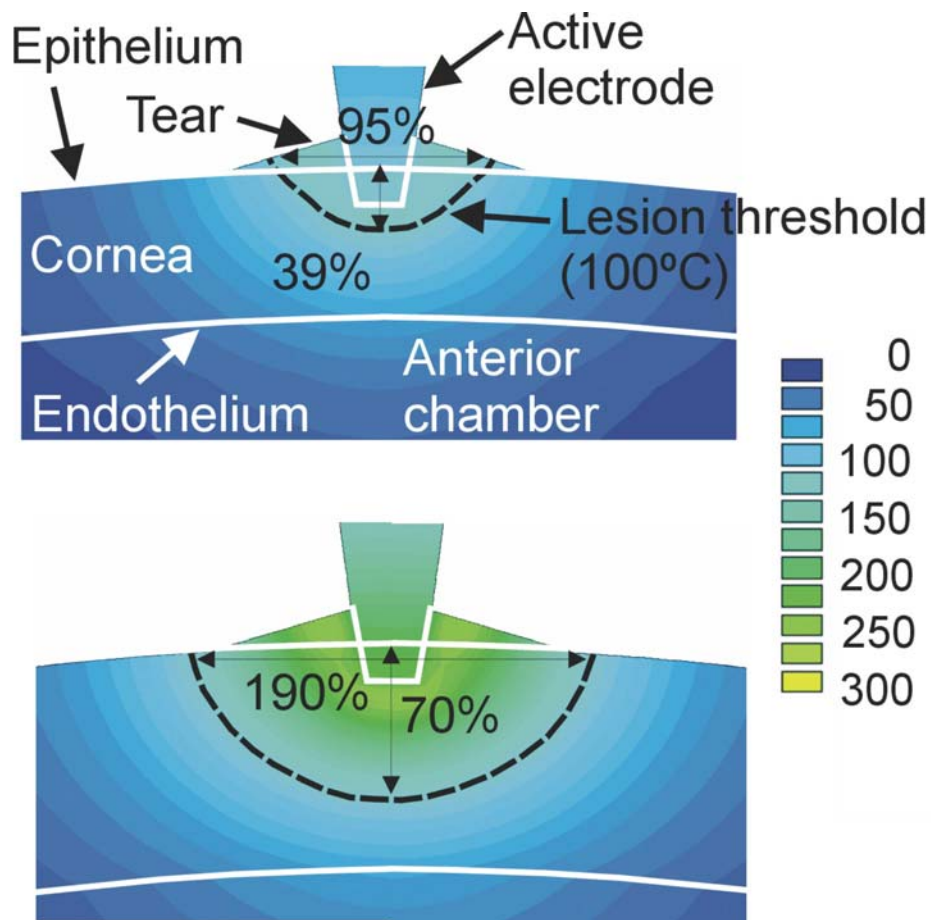 Epithelium
Active
electrode
Tear
95%
Lesion threshold
(100ºC)
Cornea
39%
Anterior
chamber
Endothelium
0
50
100
150
200
250
300
190%
70%